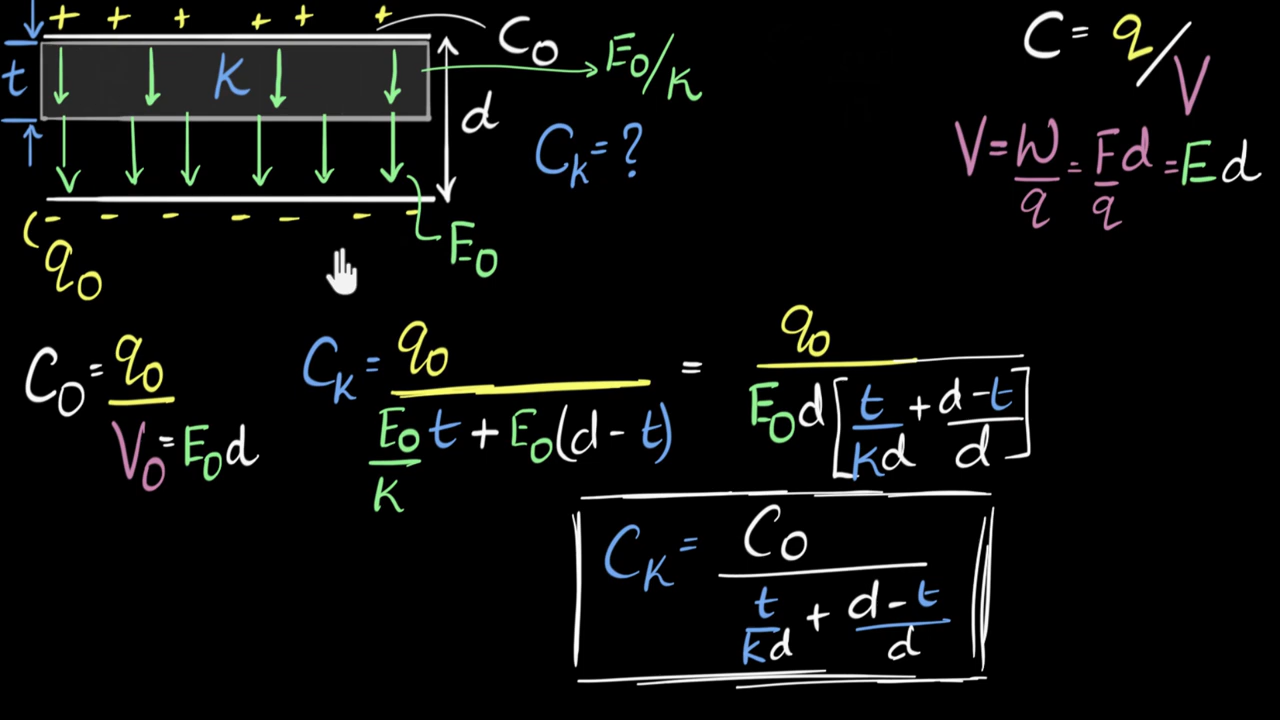 + + + + + +
C₀
C = q/V
t
K
E₀/K
d
Cₖ = ?
V = W/q = Fd/q = Ed
- - - - - - -
q₀
E₀
C₀ = q₀/V₀ = E₀d
Cₖ = q₀/(E₀/K t + E₀(d - t)) = q₀/(E₀d[t/kd + d-t/d])
Cₖ = C₀/(t/kd + d-t/d)